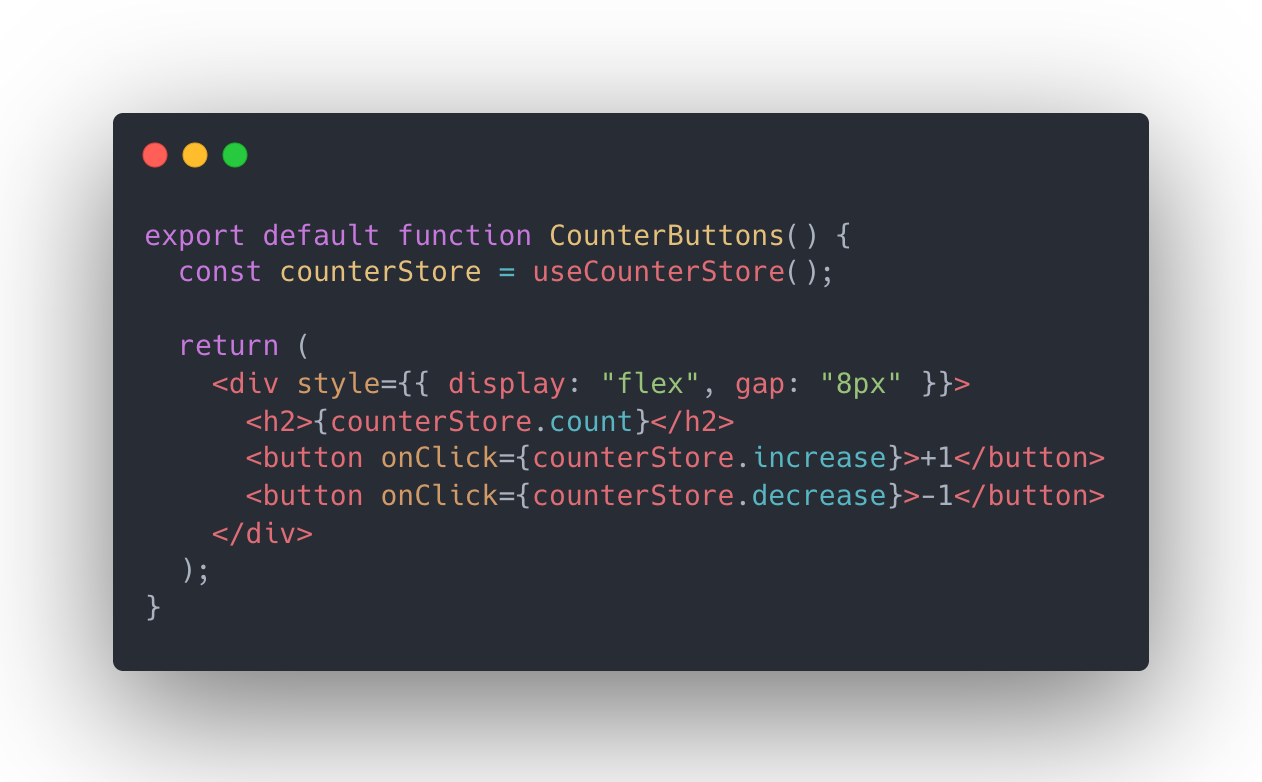 export default function CounterButtons() {
  const counterStore = useCounterStore();

  return (
    <div style={{ display: "flex", gap: "8px" }}>
      <h2>{counterStore.count}</h2>
      <button onClick={counterStore.increase}>+1</button>
      <button onClick={counterStore.decrease}>-1</button>
    </div>
  );
}